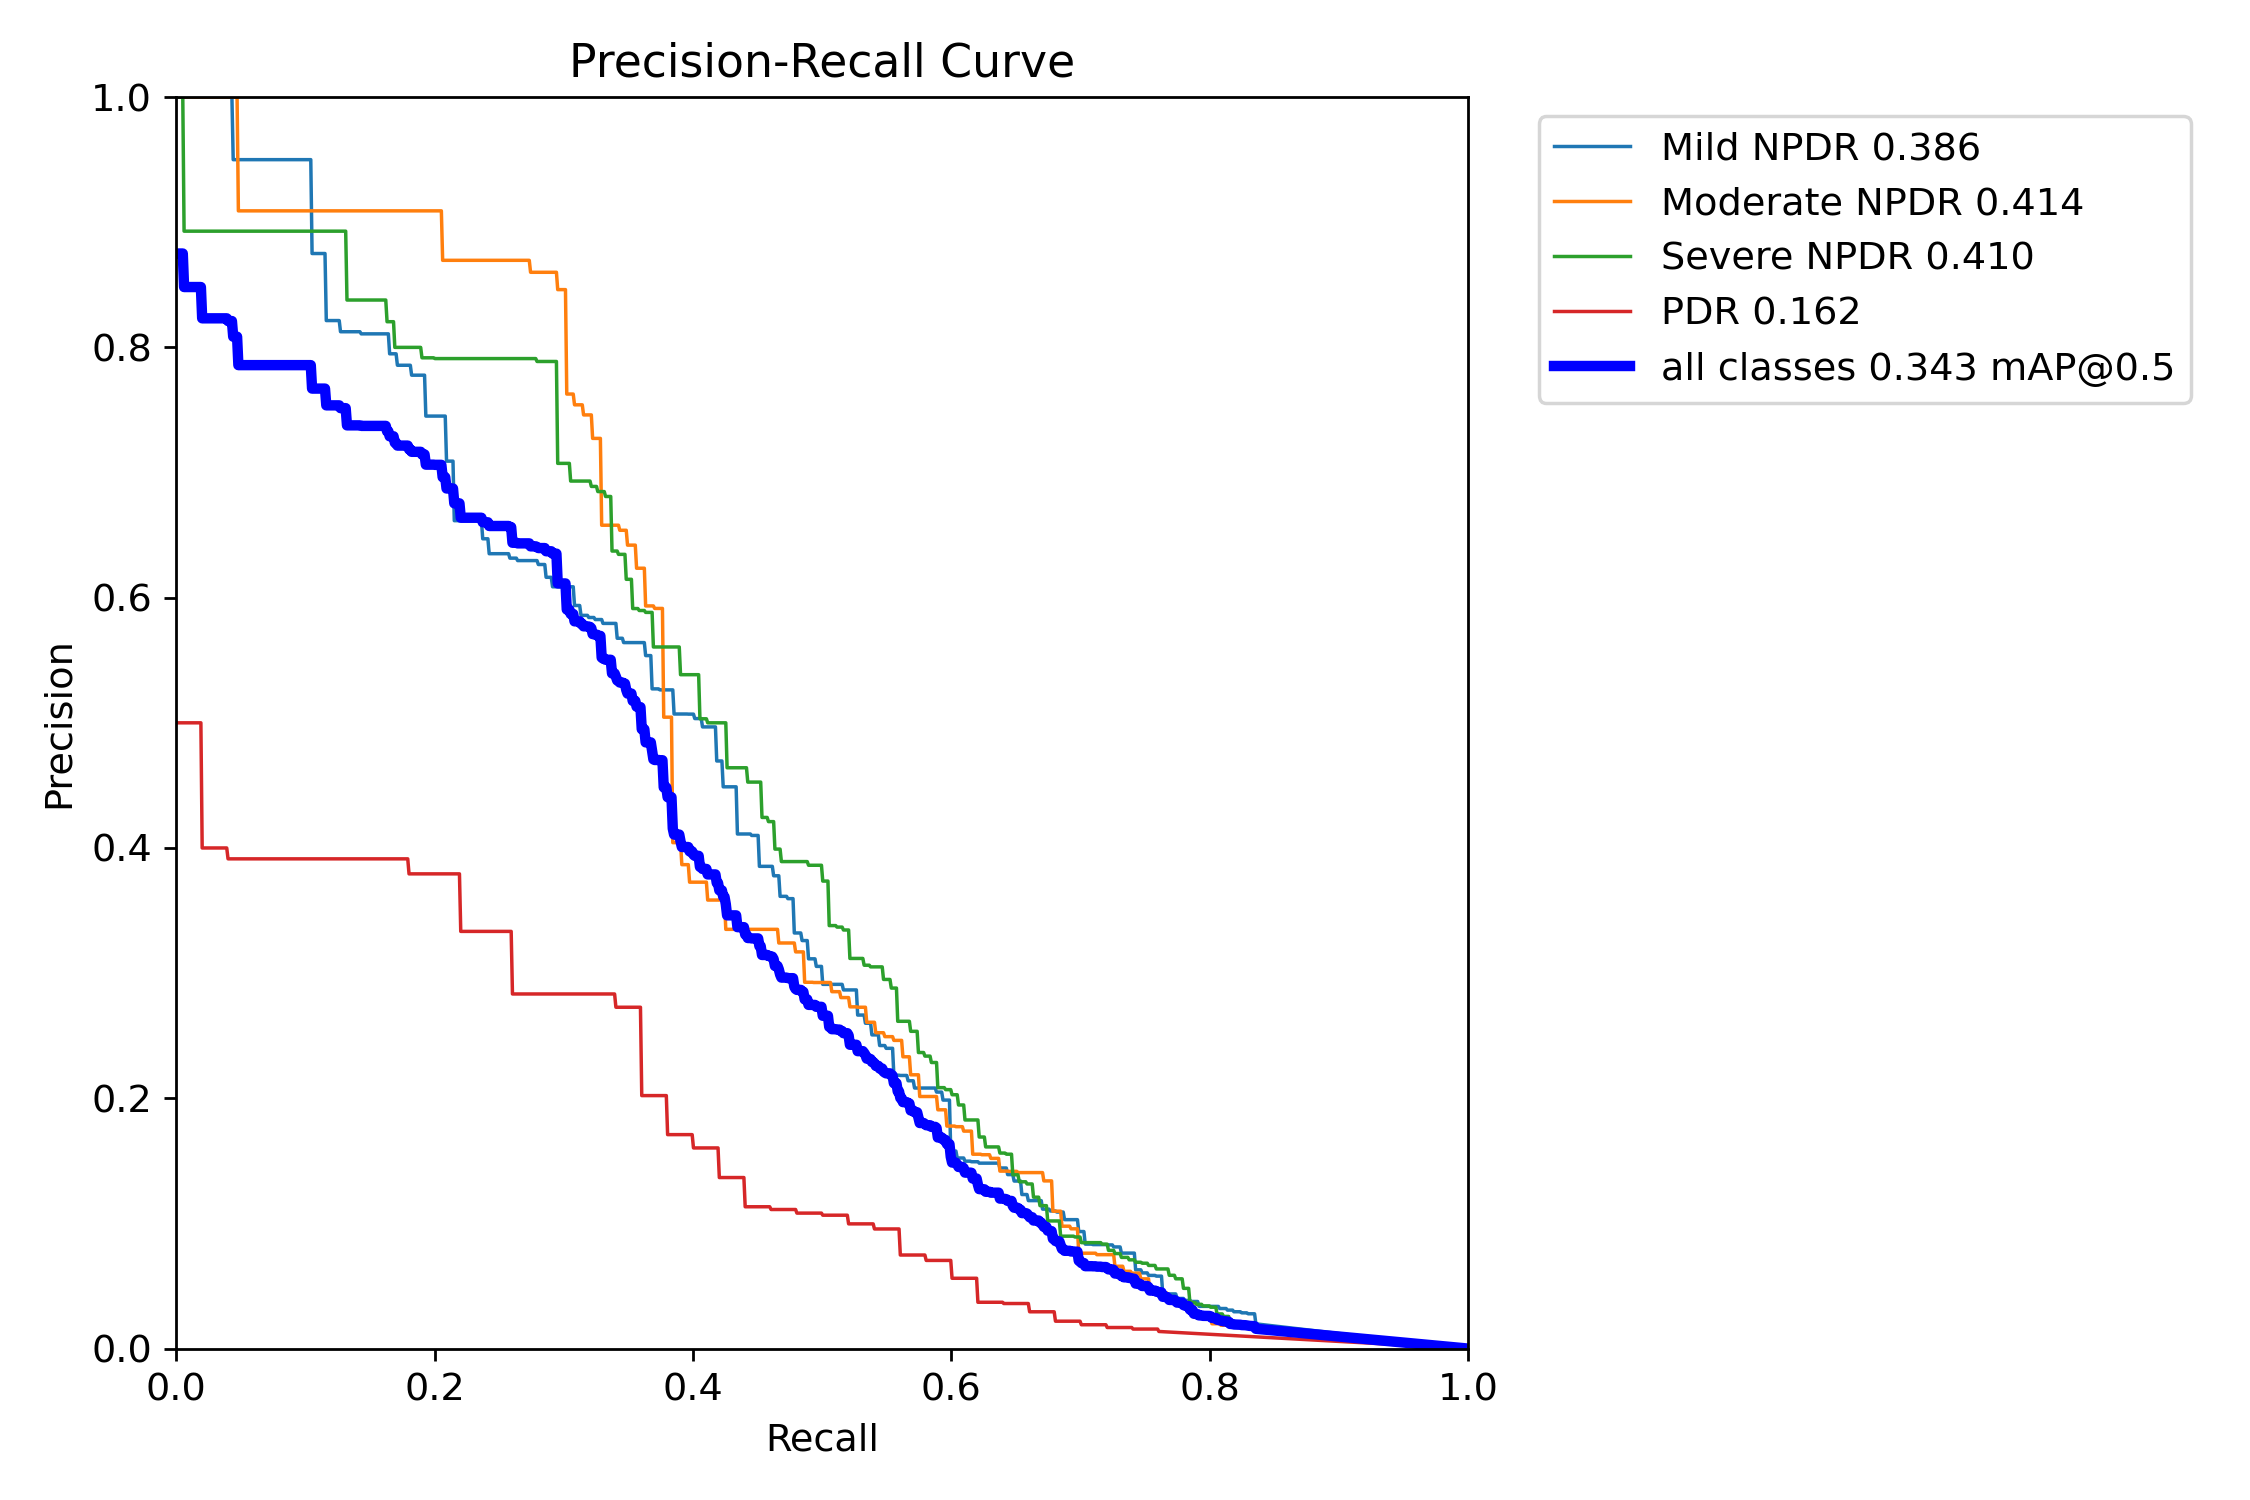 Precision-Recall Curve
1.0
0.8
0.6
0.4
0.2
0.0
Precision
0.0 0.2 0.4 0.6 0.8 1.0
Recall
Mild NPDR 0.386
Moderate NPDR 0.414
Severe NPDR 0.410
PDR 0.162
all classes 0.343 mAP@0.5